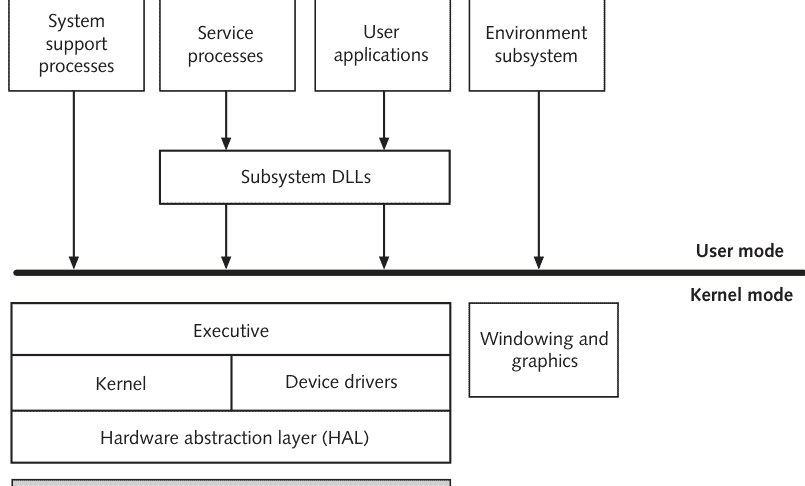 System
support
processes
Service
processes
User
applications
Environment
subsystem
Subsystem DLLs
User mode
Kernel mode
Executive
Windowing and
graphics
Kernel
Device drivers
Hardware abstraction layer (HAL)